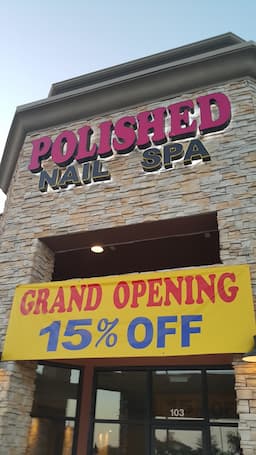 POLISHED
NAIL SPA
GRAND OPENING
15% OFF
103